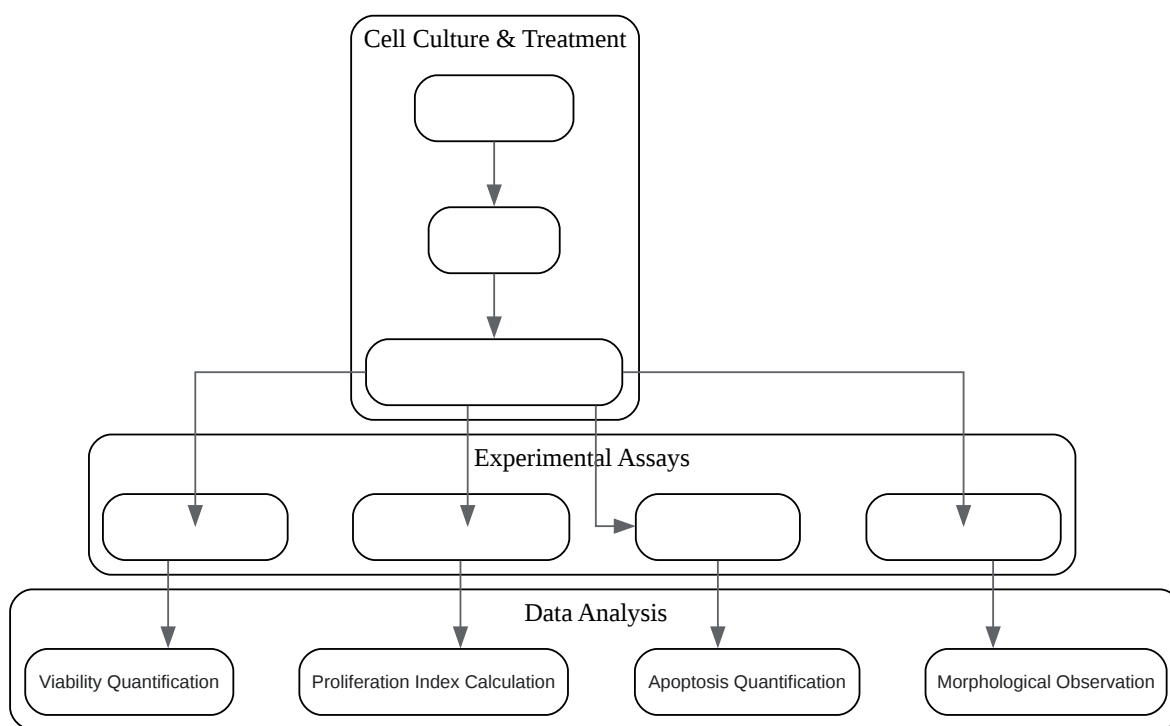 Cell Culture & Treatment
Experimental Assays
Data Analysis
Viability Quantification
Proliferation Index Calculation
Apoptosis Quantification
Morphological Observation